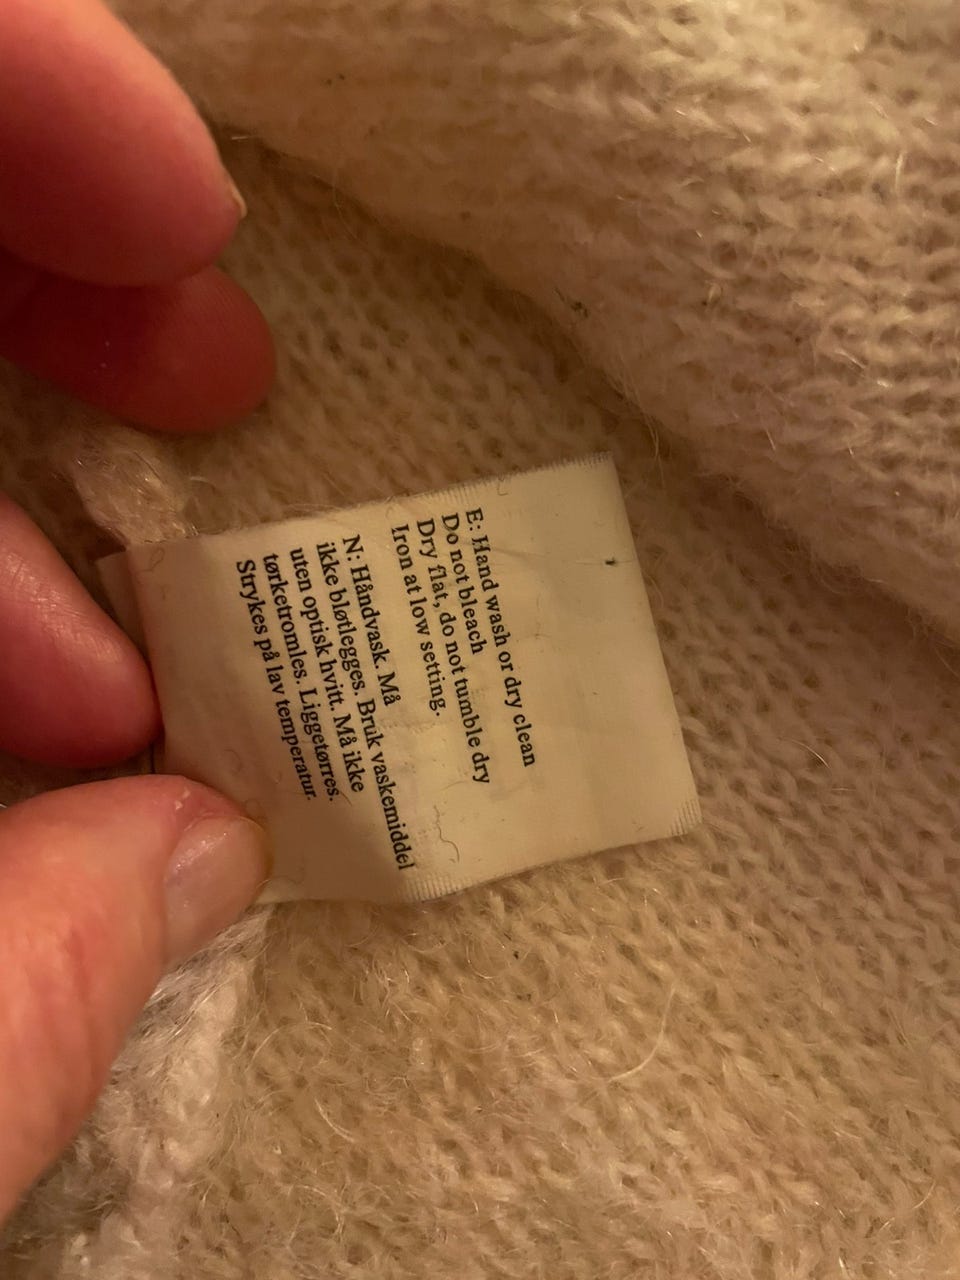 E: Hand wash or dry clean
Do not bleach
Dry flat, do not tumble dry
Iron at low setting.
N: Håndvask. Må
ikke bløtlegges. Bruk vaskemiddel
uten optisk hvitt. Må ikke
tørketromles. Liggetørres.
Strykes på lav temperatur.